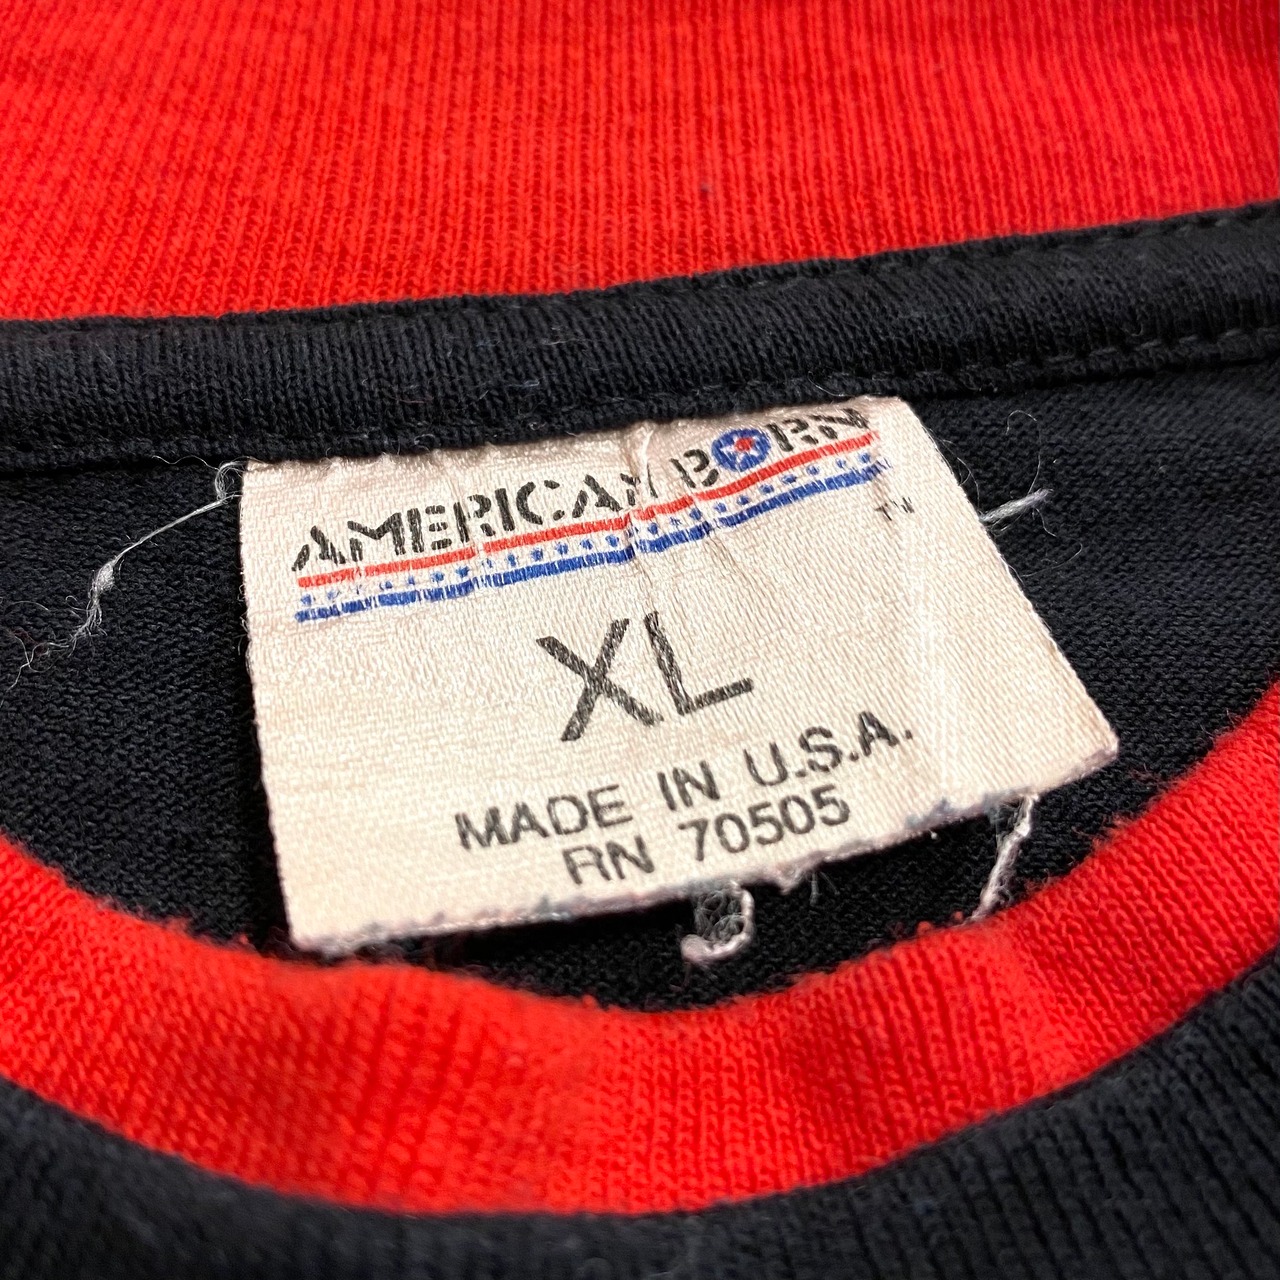 AMERICAN BORN
TM
XL
MADE IN U.S.A.
RN 70505